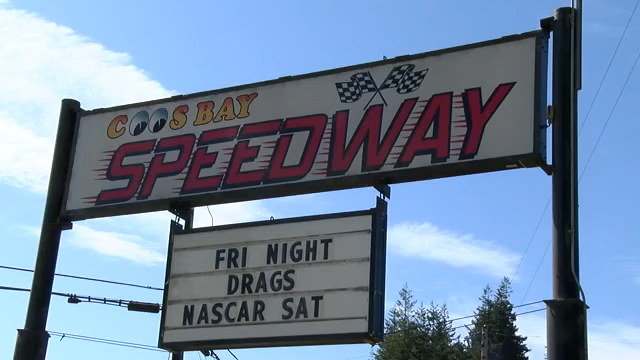 COOS BAY
SPEEDWAY
FRI NIGHT
DRAGS
NASCAR SAT